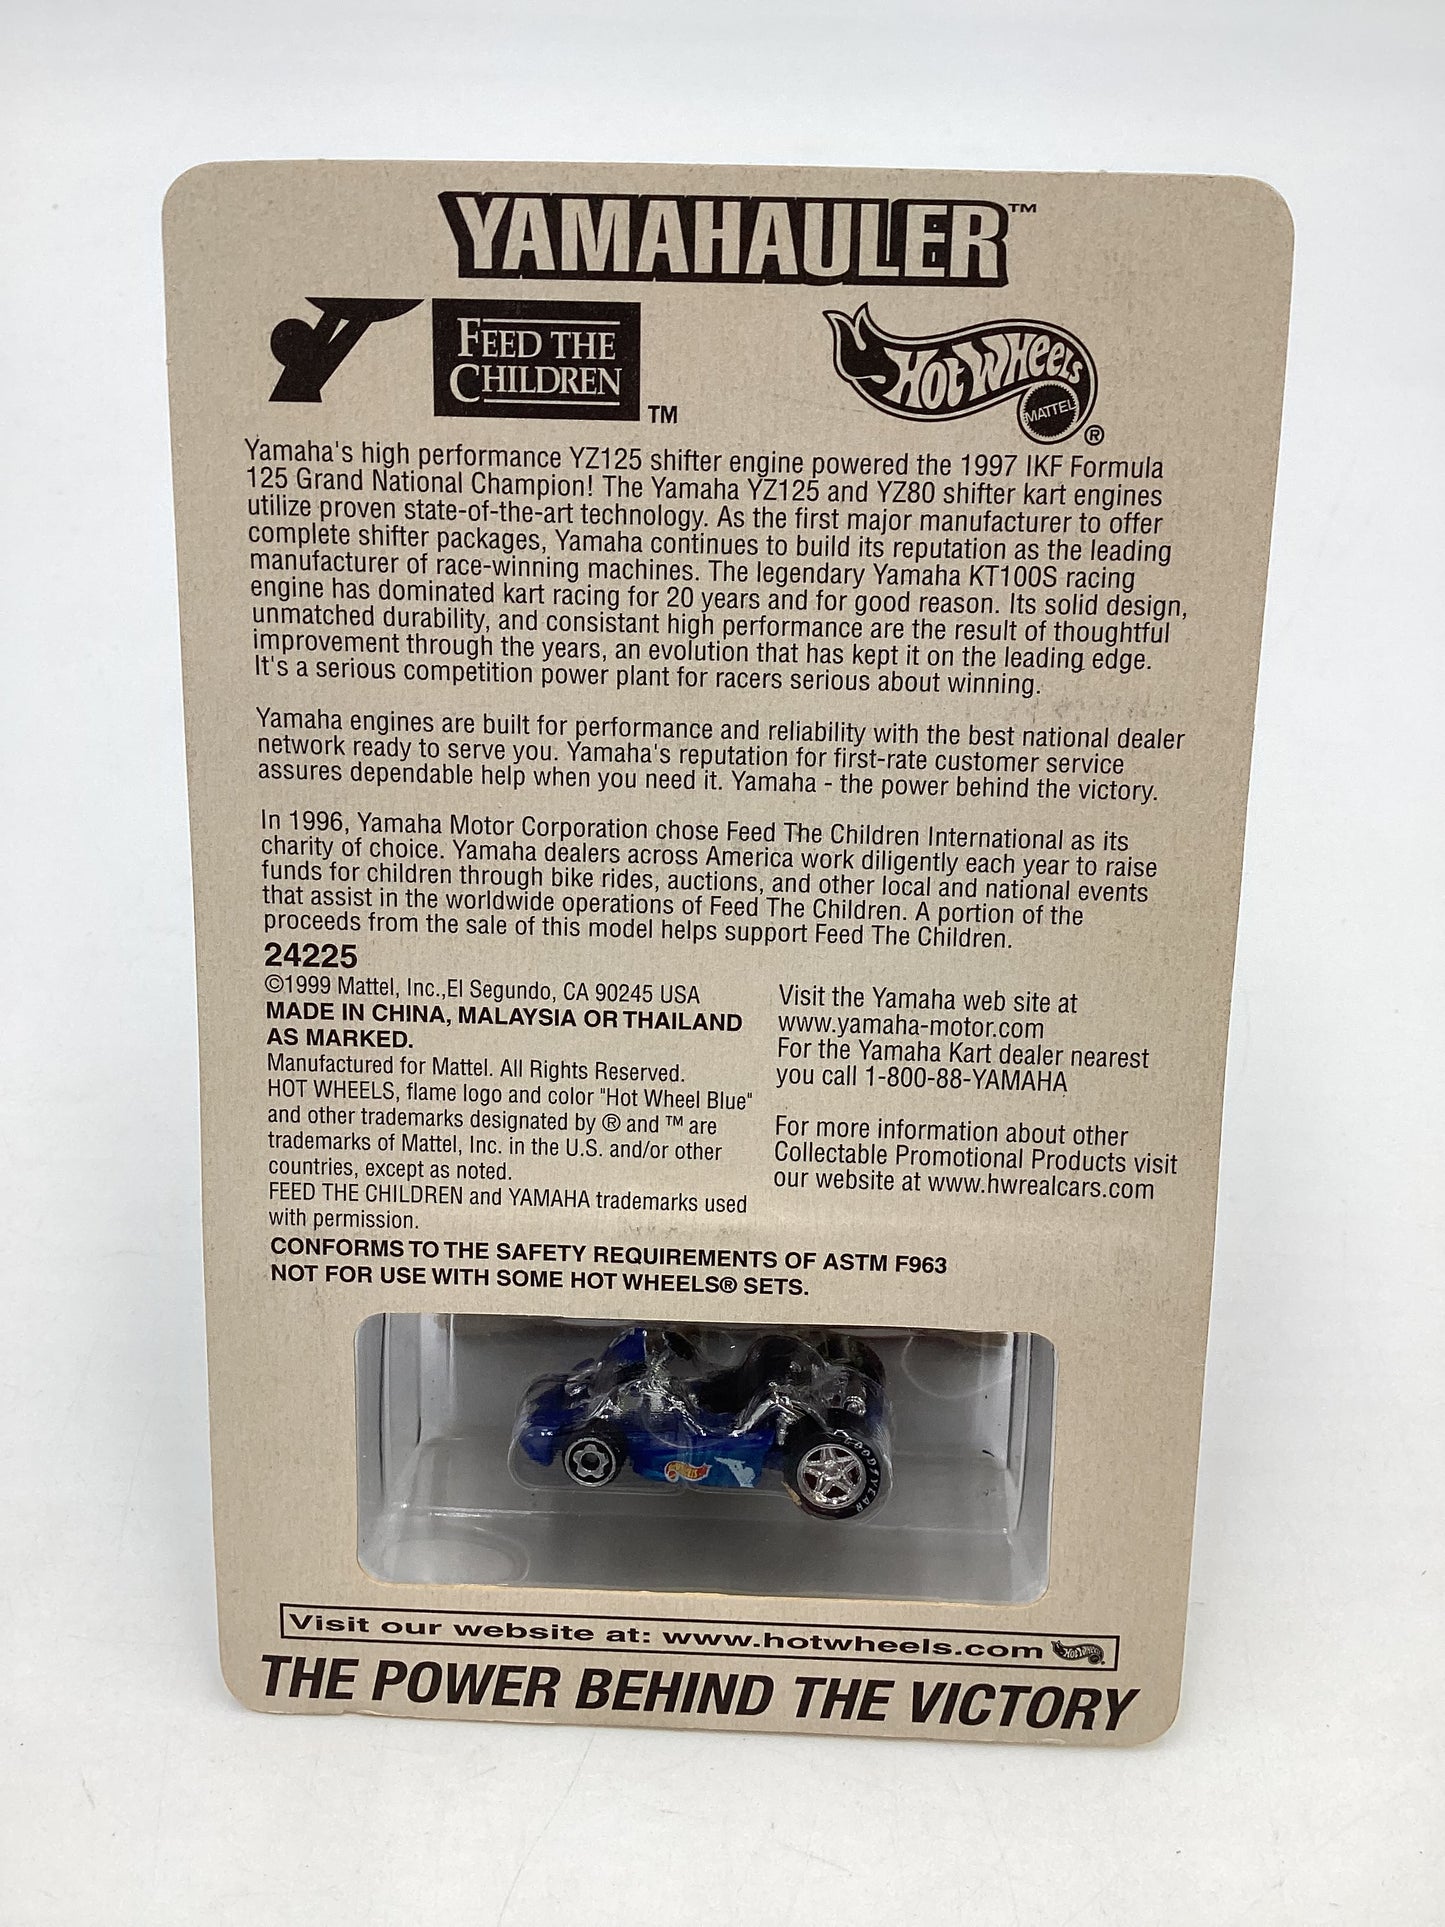 YAMAHAULER™
FEED THE
CHILDREN
TM
Hot Wheels
MATTEL
®
Yamaha's high performance YZ125 shifter engine powered the 1997 IKF Formula
125 Grand National Champion! The Yamaha YZ125 and YZ80 shifter kart engines
utilize proven state-of-the-art technology. As the first major manufacturer to offer
complete shifter packages, Yamaha continues to build its reputation as the leading
manufacturer of race-winning machines. The legendary Yamaha KT100S racing
engine has dominated kart racing for 20 years and for good reason. Its solid design,
unmatched durability, and consistant high performance are the result of thoughtful
improvement through the years, an evolution that has kept it on the leading edge.
It's a serious competition power plant for racers serious about winning.
Yamaha engines are built for performance and reliability with the best national dealer
network ready to serve you. Yamaha's reputation for first-rate customer service
assures dependable help when you need it. Yamaha - the power behind the victory.
In 1996, Yamaha Motor Corporation chose Feed The Children International as its
charity of choice. Yamaha dealers across America work diligently each year to raise
funds for children through bike rides, auctions, and other local and national events
that assist in the worldwide operations of Feed The Children. A portion of the
proceeds from the sale of this model helps support Feed The Children.
24225
©1999 Mattel, Inc.,El Segundo, CA 90245 USA
MADE IN CHINA, MALAYSIA OR THAILAND
AS MARKED.
Manufactured for Mattel. All Rights Reserved.
HOT WHEELS, flame logo and color "Hot Wheel Blue"
and other trademarks designated by ® and ™ are
trademarks of Mattel, Inc. in the U.S. and/or other
countries, except as noted.
FEED THE CHILDREN and YAMAHA trademarks used
with permission.
Visit the Yamaha web site at
www.yamaha-motor.com
For the Yamaha Kart dealer nearest
you call 1-800-88-YAMAHA
For more information about other
Collectable Promotional Products visit
our website at www.hwrealcars.com
CONFORMS TO THE SAFETY REQUIREMENTS OF ASTM F963
NOT FOR USE WITH SOME HOT WHEELS® SETS.
Hot Wheels
GOODYEAR
Visit our website at: www.hotwheels.com Hot Wheels
THE POWER BEHIND THE VICTORY